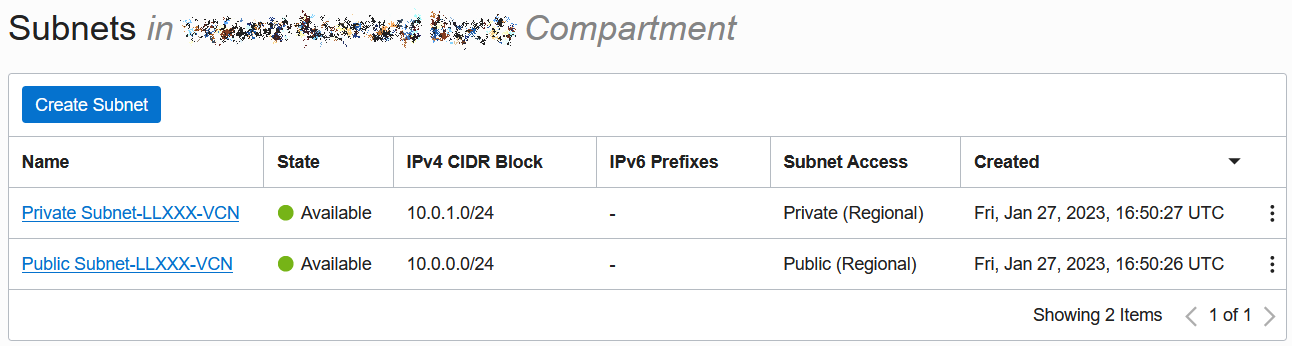 Subnets in Compartment
Create Subnet
Name State IPv4 CIDR Block IPv6 Prefixes Subnet Access Created
Private Subnet-LLXXX-VCN Available 10.0.1.0/24 - Private (Regional) Fri, Jan 27, 2023, 16:50:27 UTC
Public Subnet-LLXXX-VCN Available 10.0.0.0/24 - Public (Regional) Fri, Jan 27, 2023, 16:50:26 UTC
Showing 2 Items 1 of 1